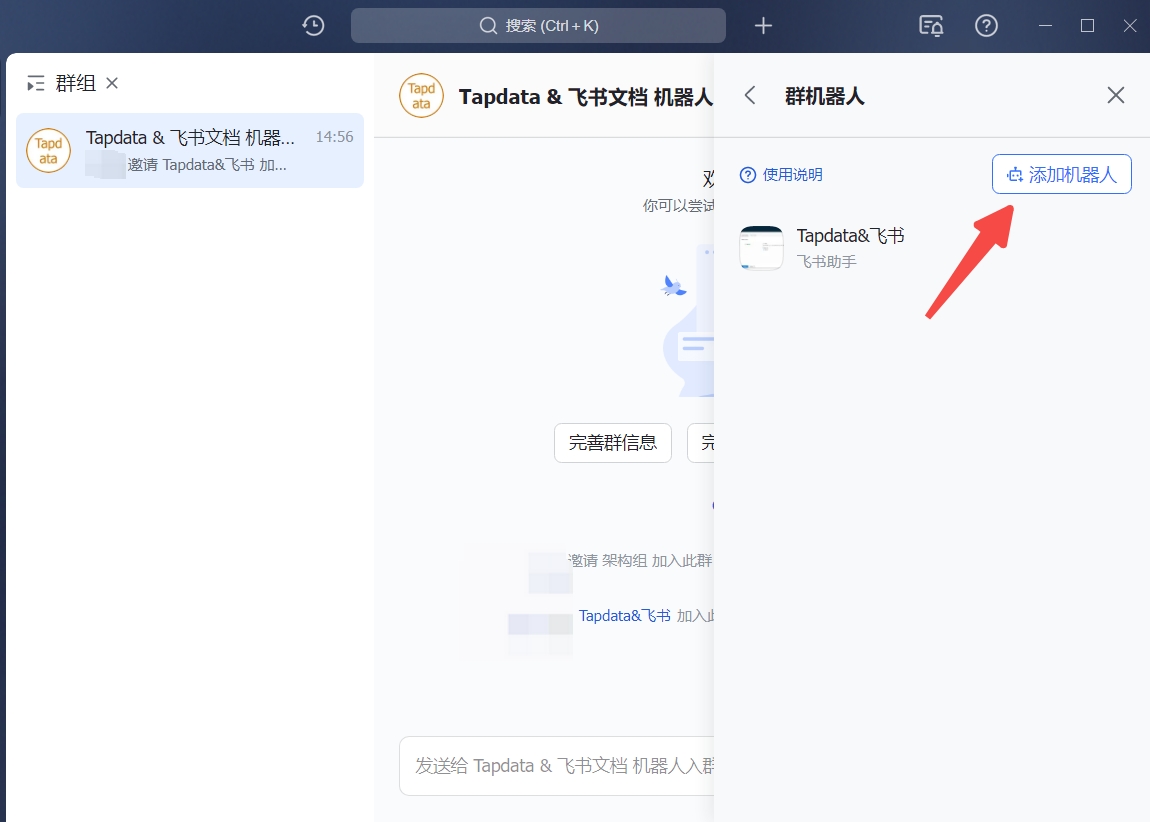 搜索 (Ctrl + K)
群组
Tapdata & 飞书文档 机器...
14:56
邀请 Tapdata&飞书 加...
Tapd
ata
Tapd
ata
Tapdata & 飞书文档 机器人
你可以尝试
完善群信息
完
邀请 架构组 加入此群
Tapdata&飞书 加入此
发送给 Tapdata & 飞书文档 机器人入群
群机器人
使用说明
添加机器人
Tapdata&飞书
飞书助手